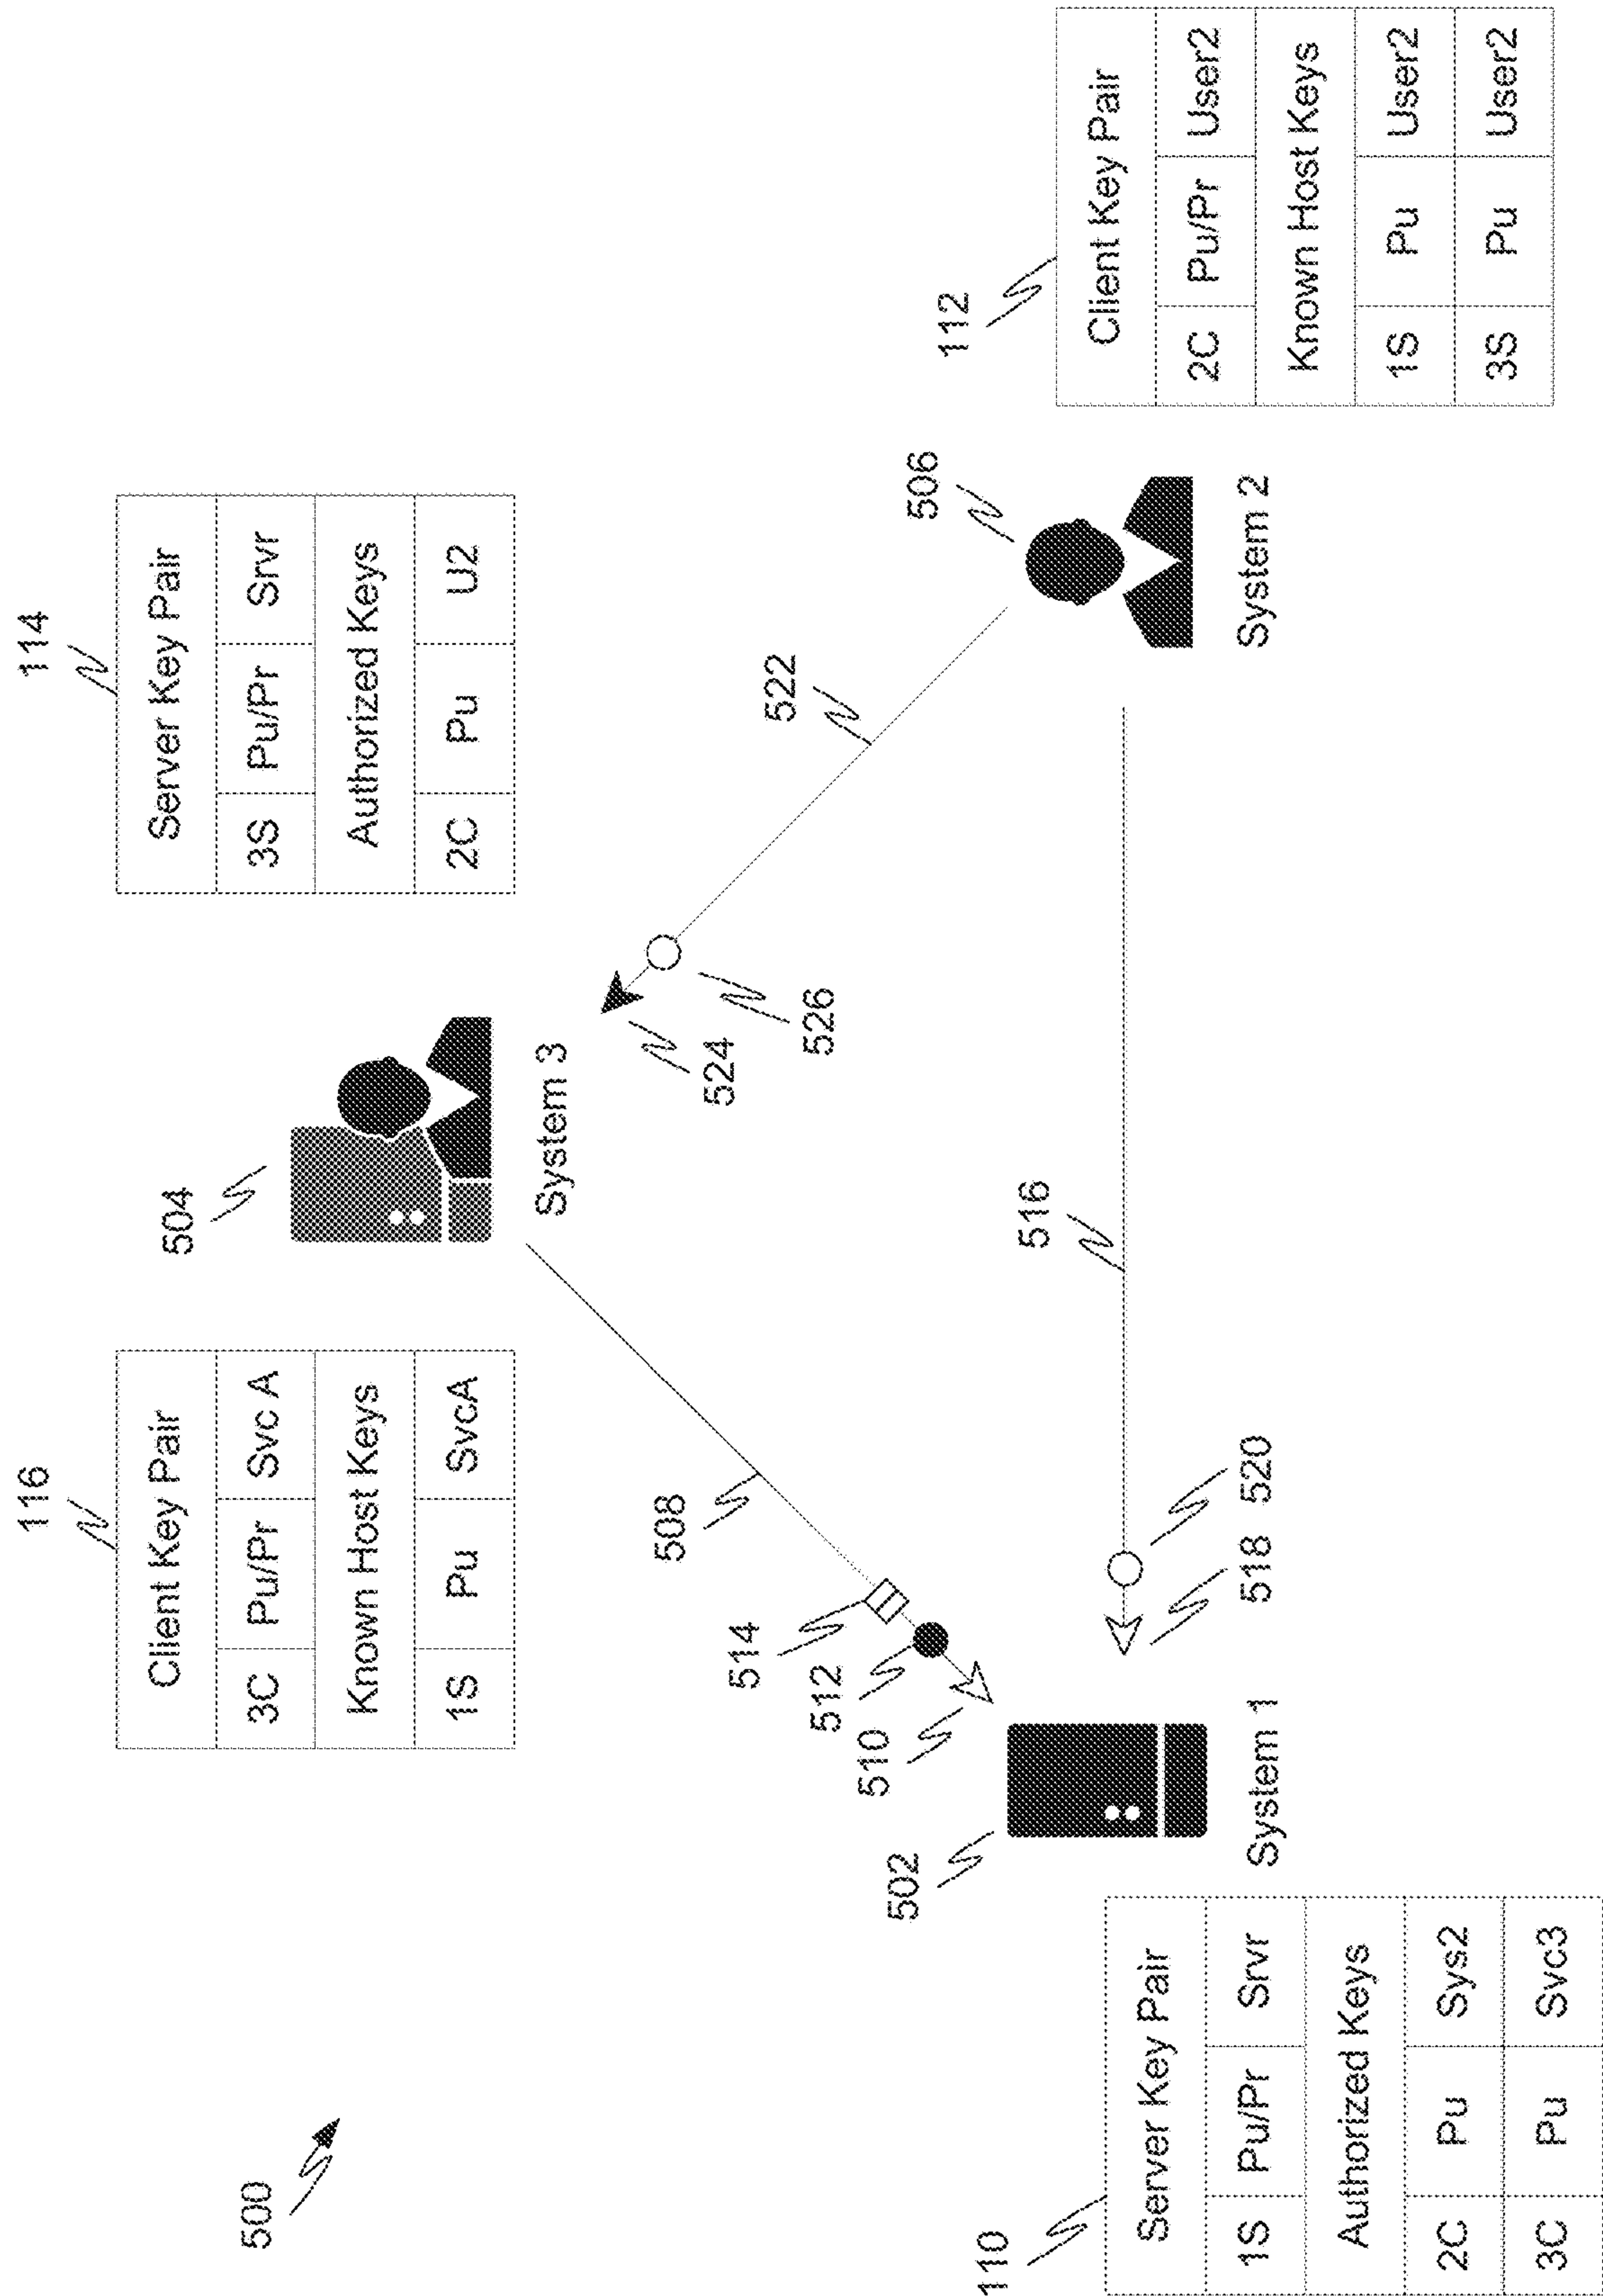 500
116
Client Key Pair
3C Pu/Pr Svc A
Known Host Keys
1S Pu SvcA
504
System 3
114
Server Key Pair
3S Pu/Pr Srvr
Authorized Keys
2C Pu U2
508
514
512
510
524
526
522
502
System 1
516
518
520
506
System 2
110
Server Key Pair
1S Pu/Pr Srvr
Authorized Keys
2C Pu Sys2
3C Pu Svc3
112
Client Key Pair
2C Pu/Pr User2
Known Host Keys
1S Pu User2
3S Pu User2